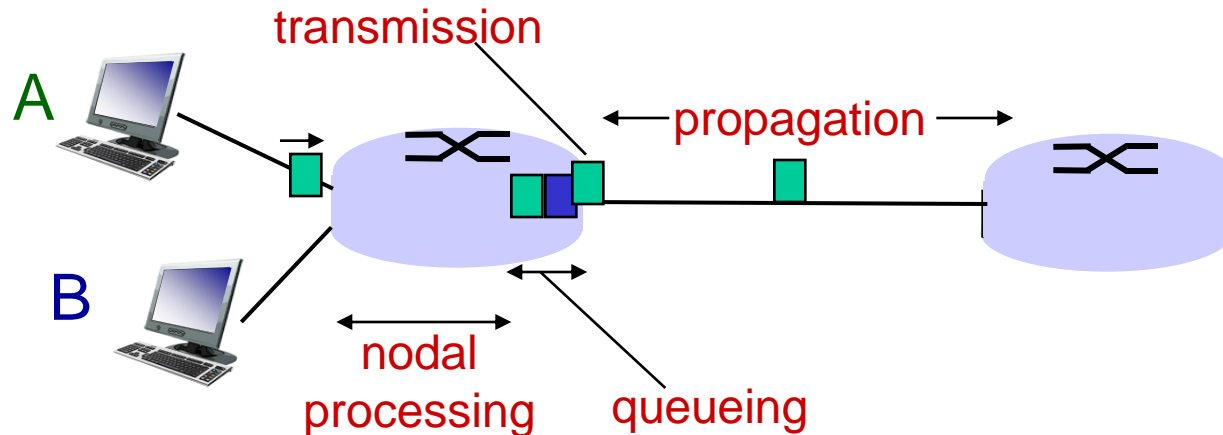 transmission
A
propagation
B
nodal
processing
queueing